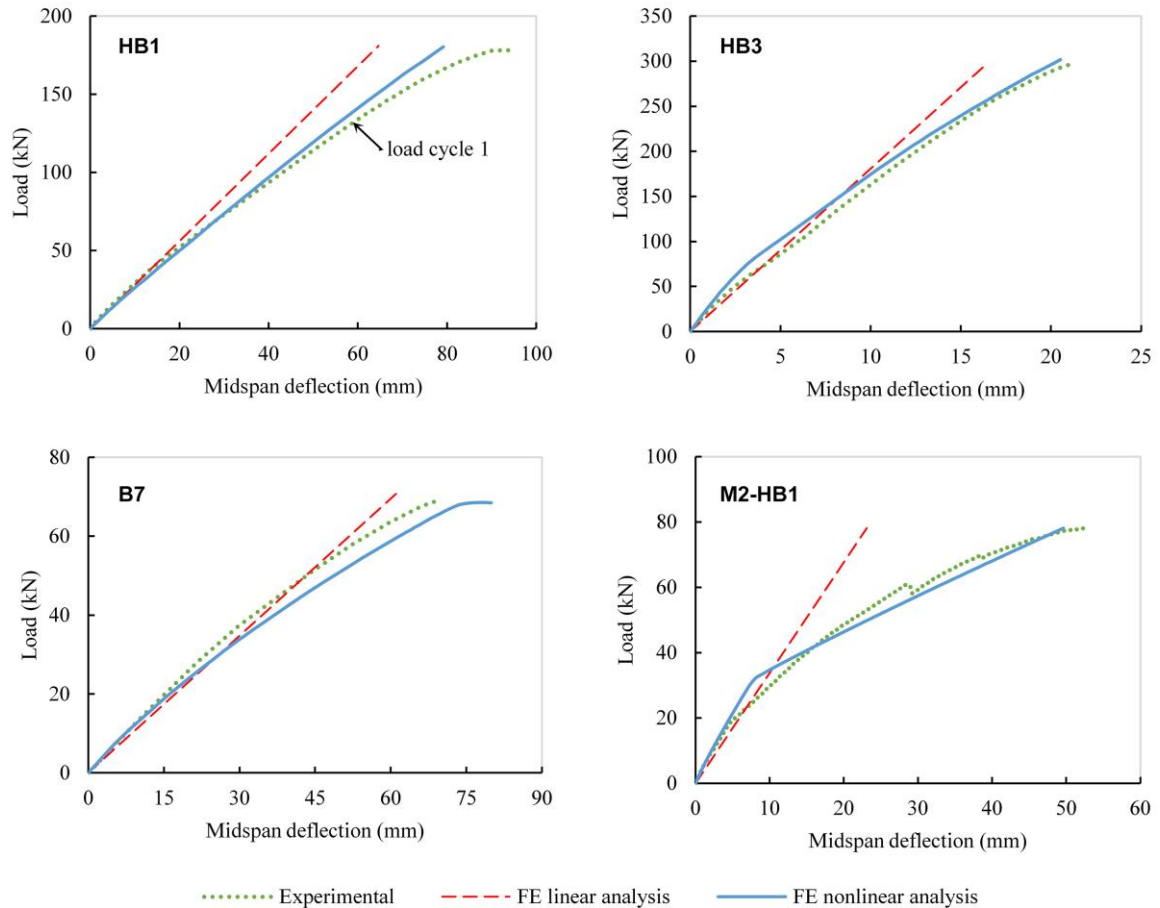 HB1
200
150
100
50
0
Load (kN)
load cycle 1
0 20 40 60 80 100
Midspan deflection (mm)
HB3
350
300
250
200
150
100
50
0
Load (kN)
0 5 10 15 20 25
Midspan deflection (mm)
B7
80
60
40
20
0
Load (kN)
0 15 30 45 60 75 90
Midspan deflection (mm)
M2-HB1
100
80
60
40
20
0
Load (kN)
0 10 20 30 40 50 60
Midspan deflection (mm)
Experimental FE linear analysis FE nonlinear analysis